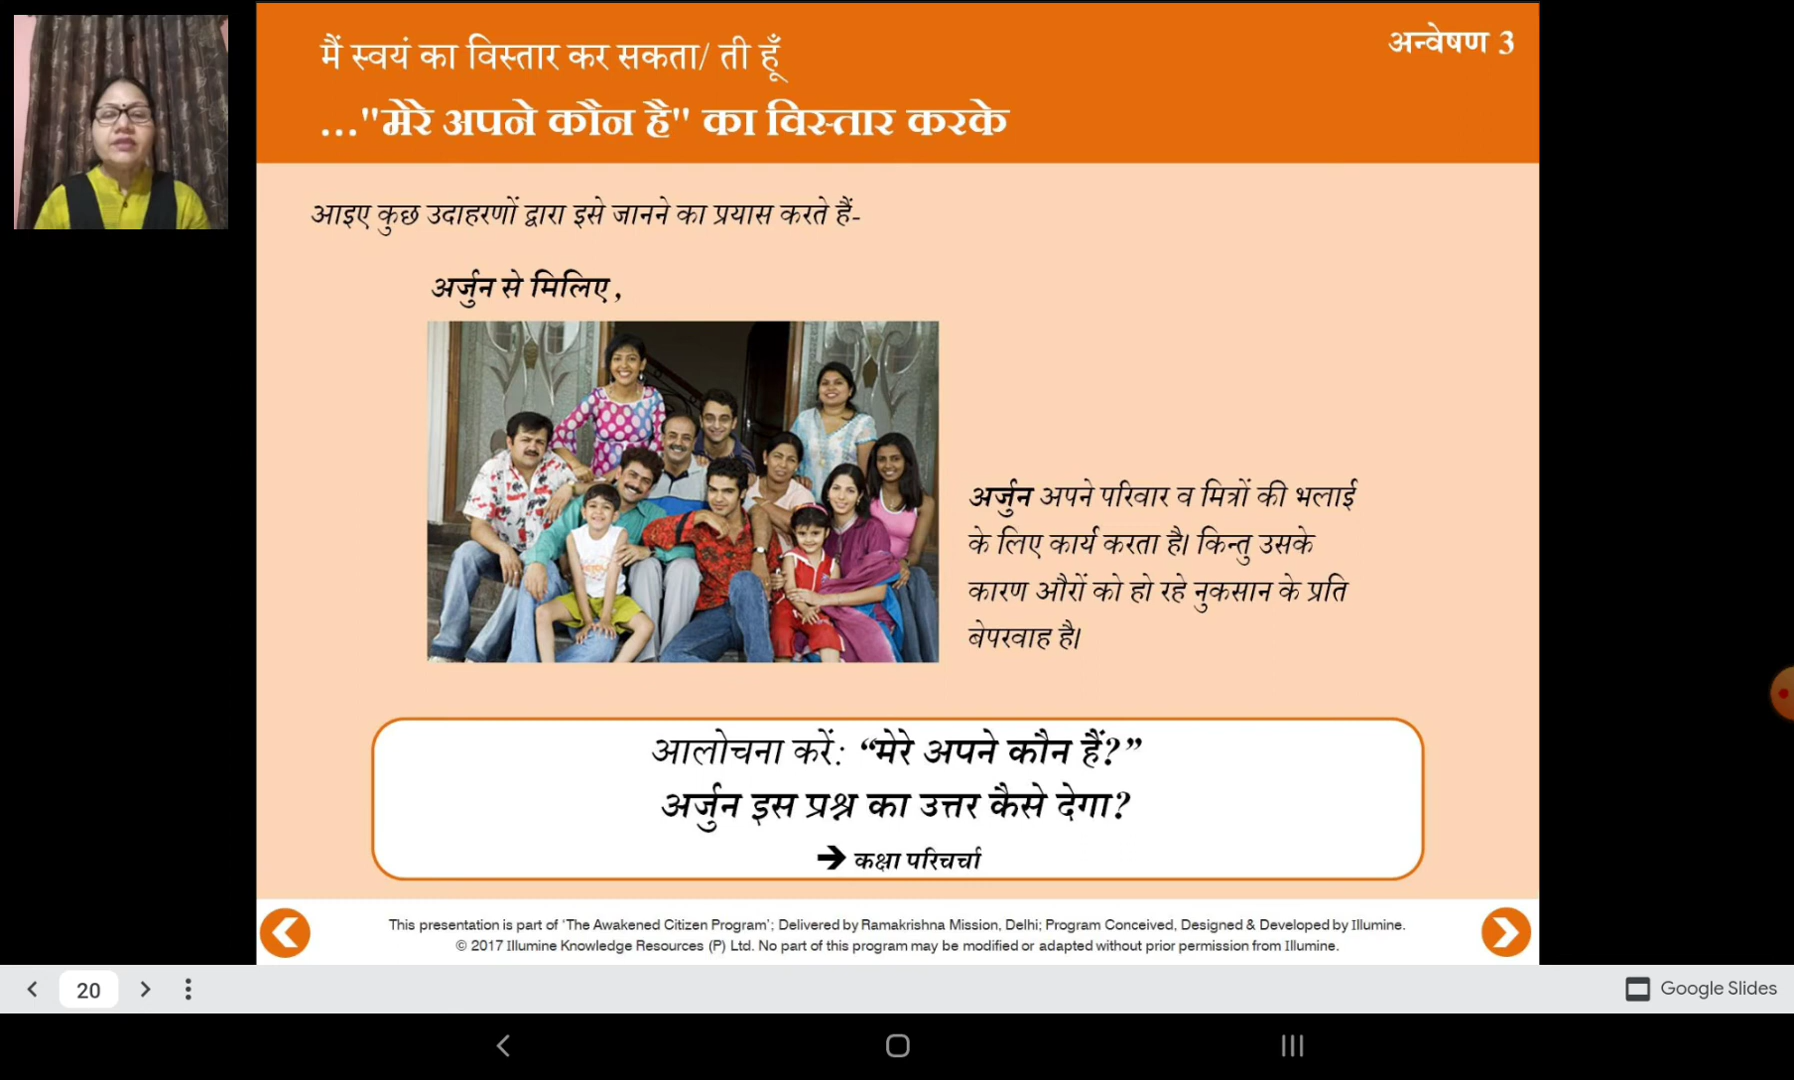 मैं स्वयं का विस्तार कर सकता/ ती हूँ
अन्वेषण 3
..."मेरे अपने कौन है" का विस्तार करके
आइए कुछ उदाहरणों द्वारा इसे जानने का प्रयास करते हैं-
अर्जुन से मिलिए ,
अर्जुन अपने परिवार व मित्रों की भलाई
के लिए कार्य करता है। किन्तु उसके
कारण औरों को हो रहे नुकसान के प्रति
बेपरवाह है।
आलोचना करें: “मेरे अपने कौन हैं?”
अर्जुन इस प्रश्न का उत्तर कैसे देगा?
➔ कक्षा परिचर्चा
This presentation is part of ‘The Awakened Citizen Program’; Delivered by Ramakrishna Mission, Delhi; Program Conceived, Designed & Developed by Illumine.
© 2017 Illumine Knowledge Resources (P) Ltd. No part of this program may be modified or adapted without prior permission from Illumine.
20
Google Slides